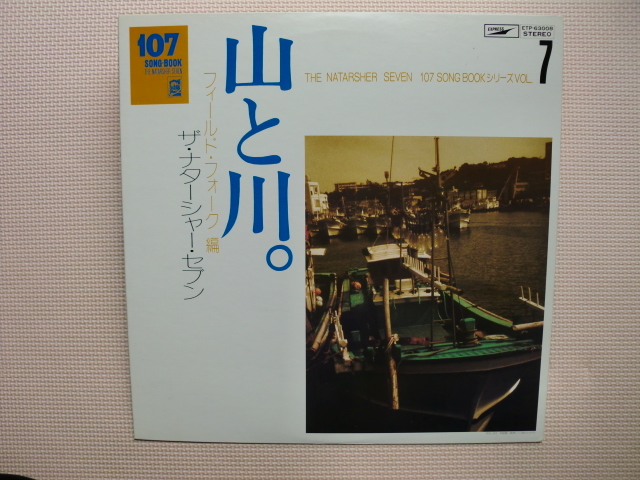 107
SONG・BOOK
EXPRESS
ETP-63008
STEREO
7
THE NATARSHER SEVEN 107 SONG BOOKシリーズVOL.
山と川。
フィールド・フォーク編
ザ・ナターシャー・セブン